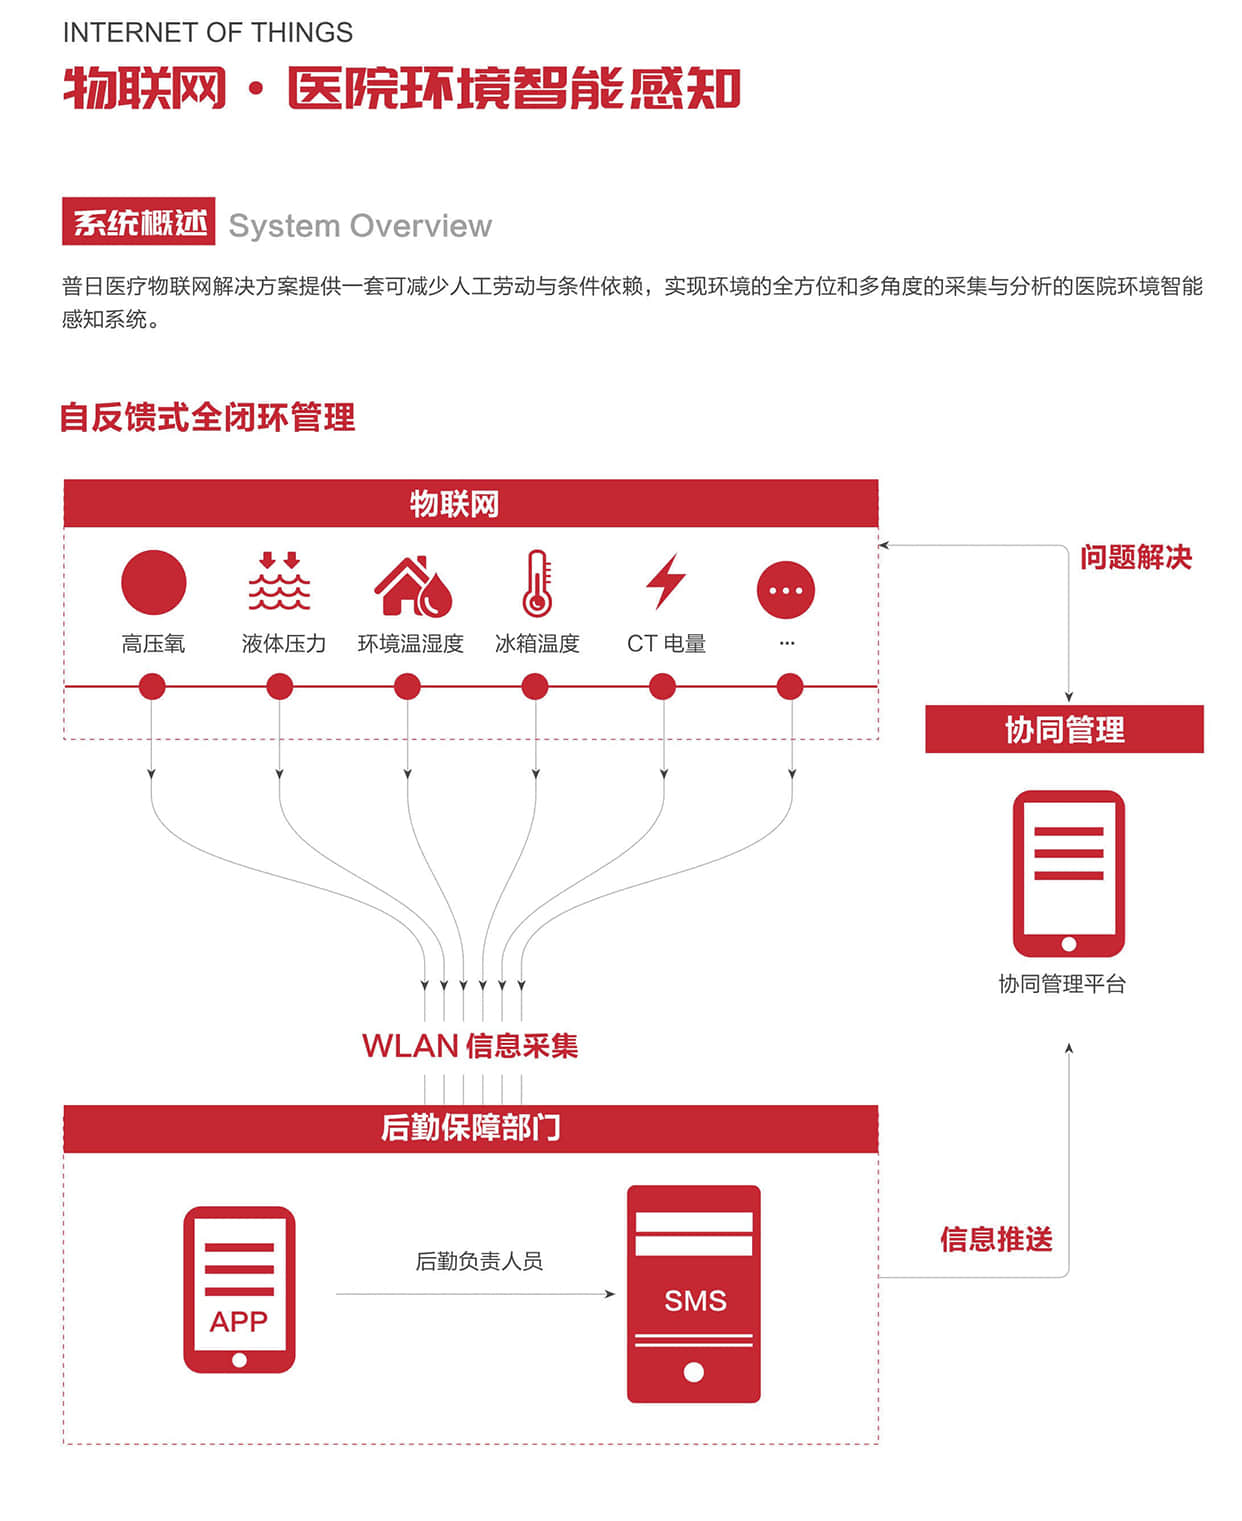 INTERNET OF THINGS
物联网·医院环境智能感知
系统概述 System Overview
普日医疗物联网解决方案提供一套可减少人工劳动与条件依赖，实现环境的全方位和多角度的采集与分析的医院环境智能
感知系统。
自反馈式全闭环管理
物联网
高压氧 液体压力 环境温湿度 冰箱温度 CT 电量 ...
问题解决
协同管理
协同管理平台
WLAN 信息采集
后勤保障部门
APP
后勤负责人员
SMS
信息推送